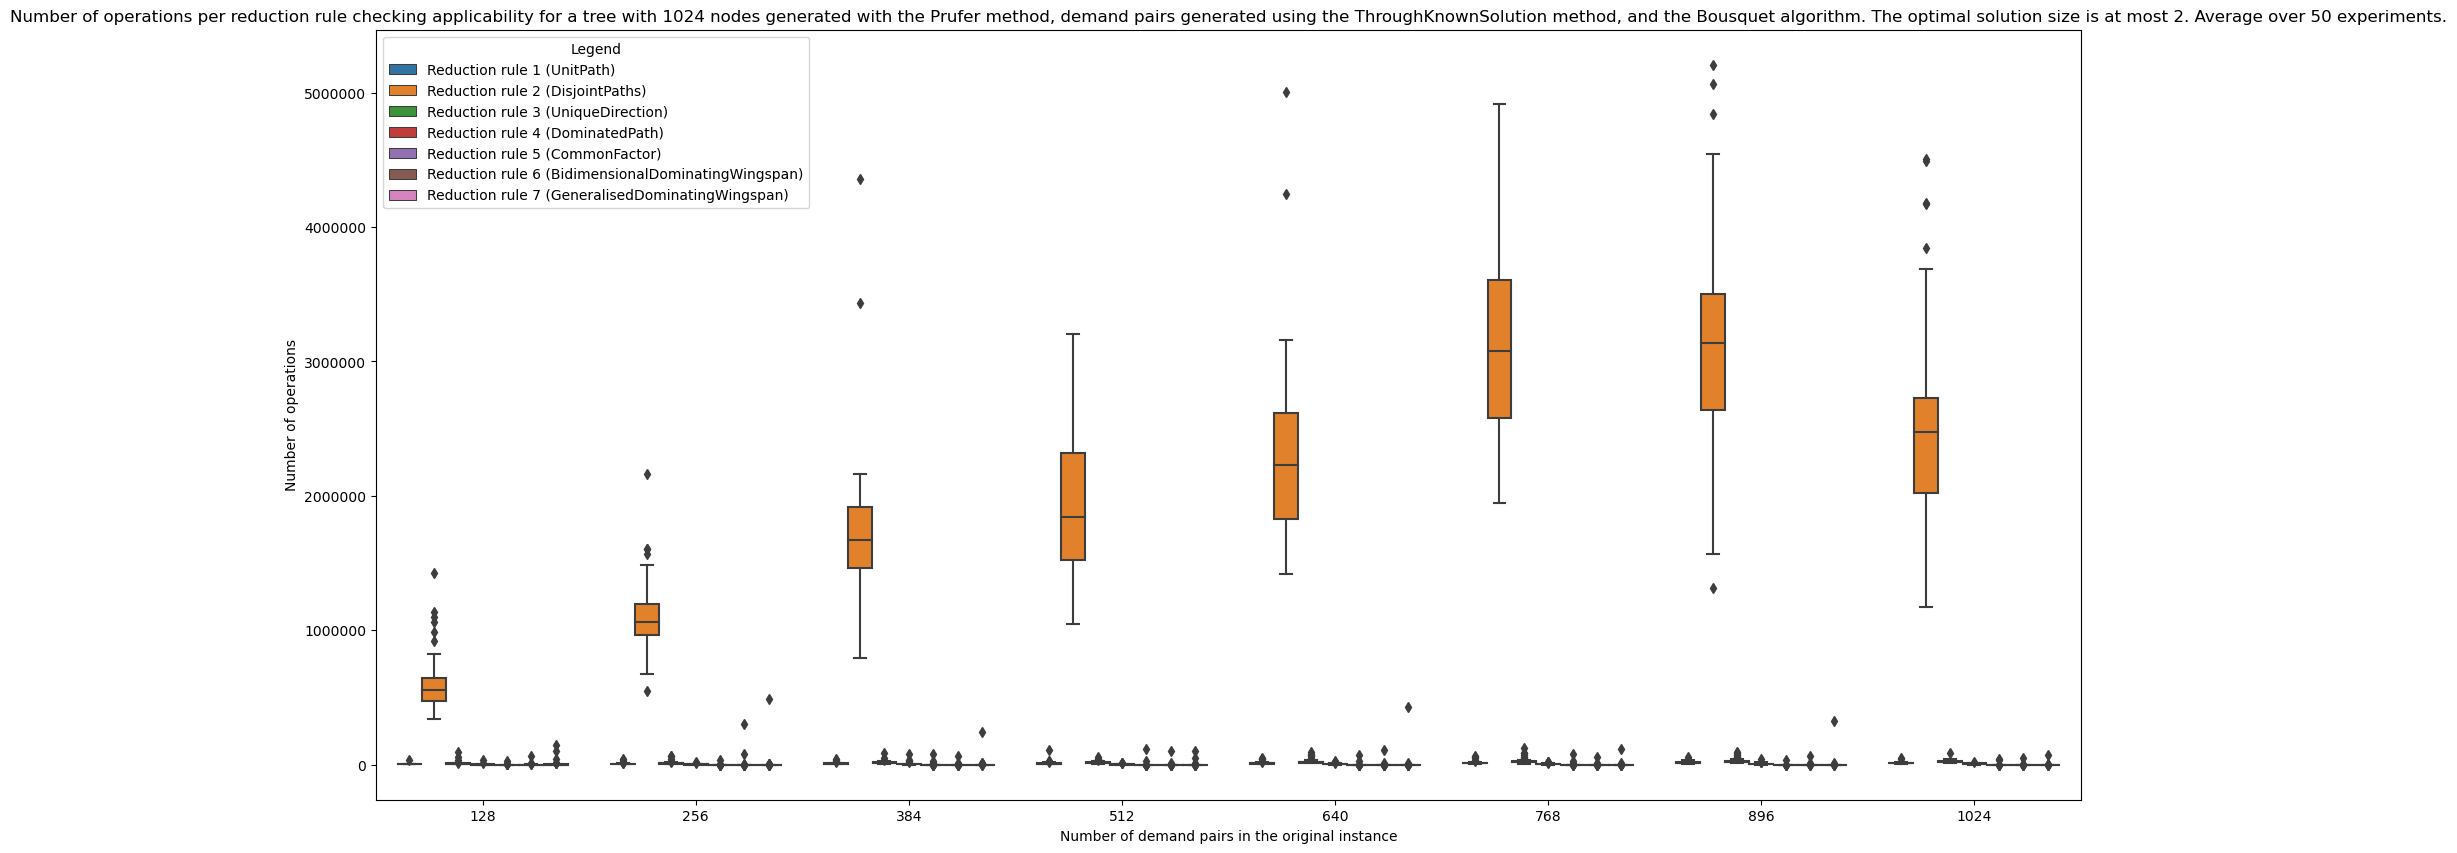 Number of operations per reduction rule checking applicability for a tree with 1024 nodes generated with the Prufer method, demand pairs generated using the ThroughKnownSolution method, and the Bousquet algorithm. The optimal solution size is at most 2. Average over 50 experiments.
Legend
Reduction rule 1 (UnitPath)
Reduction rule 2 (DisjointPaths)
Reduction rule 3 (UniqueDirection)
Reduction rule 4 (DominatedPath)
Reduction rule 5 (CommonFactor)
Reduction rule 6 (BidimensionalDominatingWingspan)
Reduction rule 7 (GeneralisedDominatingWingspan)
Number of operations
5000000
4000000
3000000
2000000
1000000
0
128 256 384 512 640 768 896 1024
Number of demand pairs in the original instance